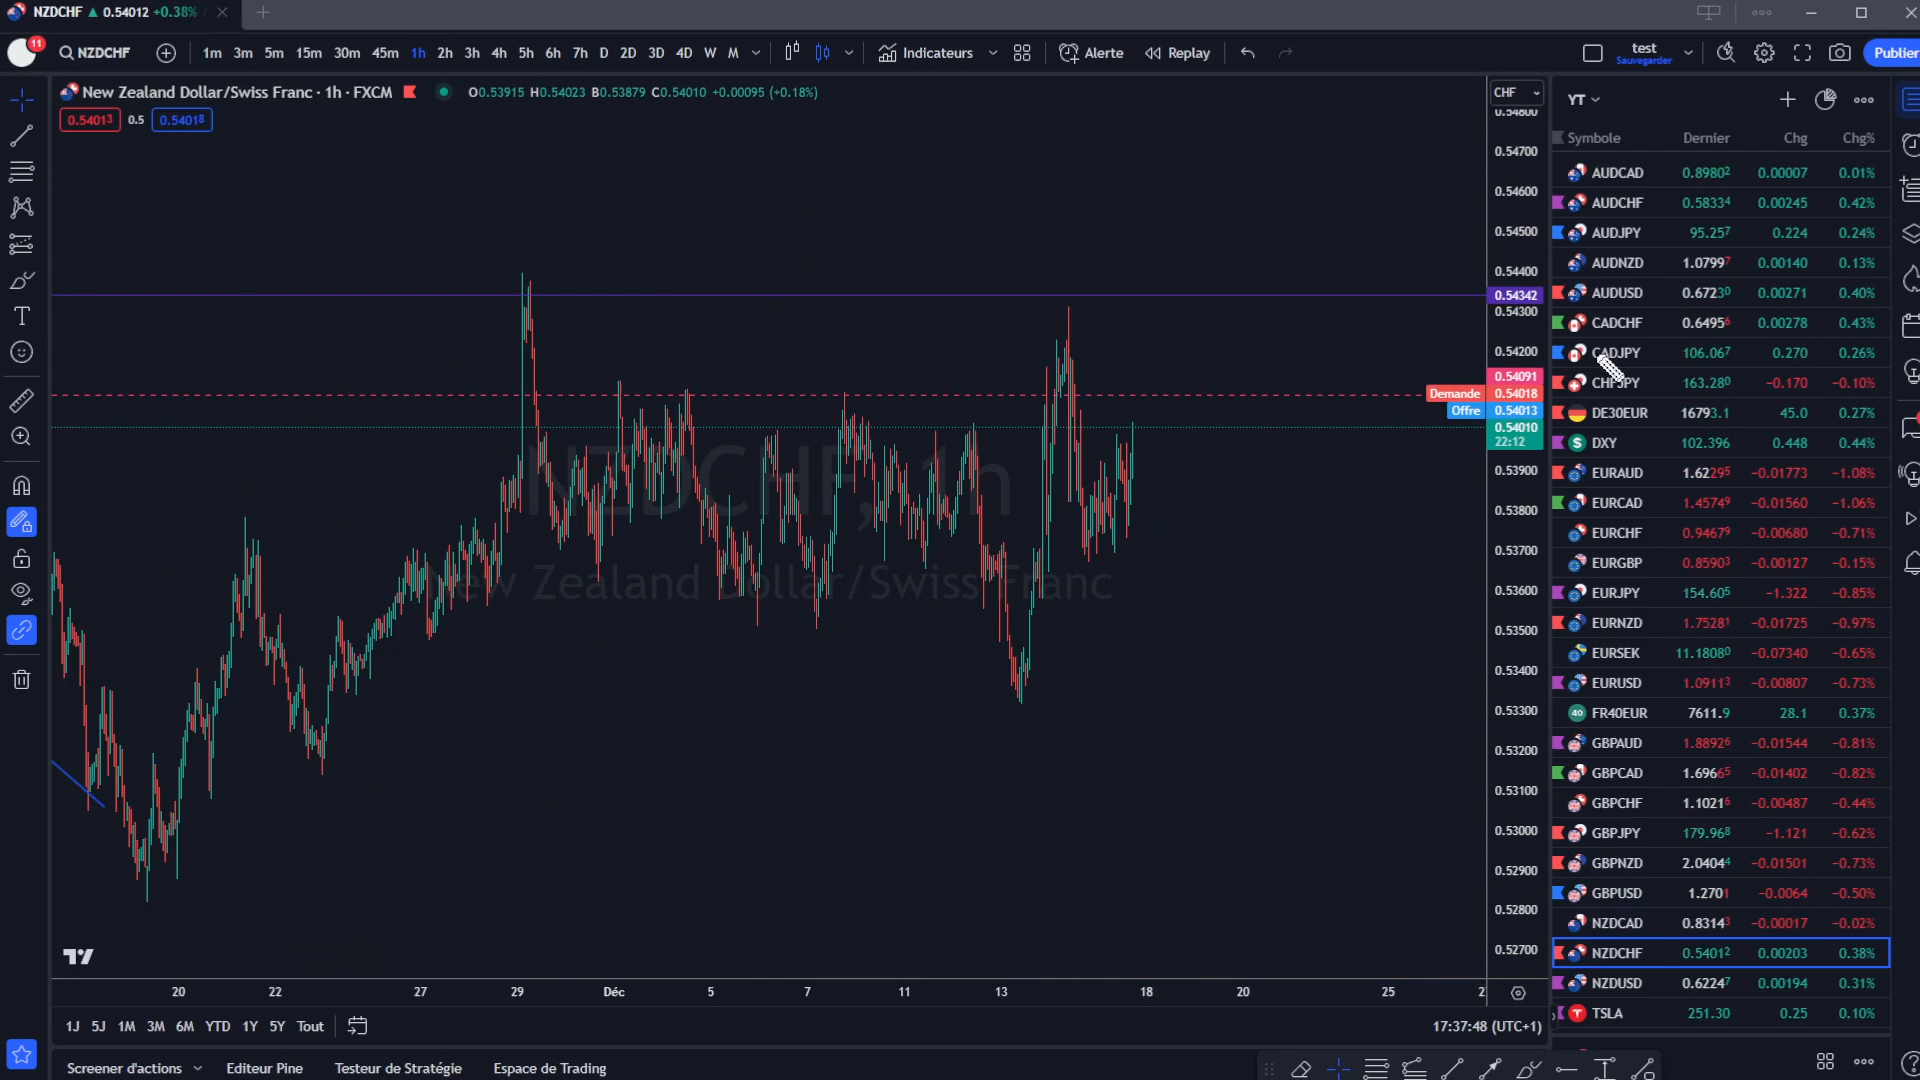 NZDCHF ▲ 0.54012 +0.38%
11 NZDCHF 1m 3m 5m 15m 30m 45m 1h 2h 3h 4h 5h 6h 7h D 2D 3D 4D W M Indicateurs Alerte Replay test Sauvegarder Publier
New Zealand Dollar/Swiss Franc · 1h · FXCM O0.53915 H0.54023 B0.53879 C0.54010 +0.00095 (+0.18%)
0.54013 0.5 0.54018
CHF
0.54800
0.54700
0.54600
0.54500
0.54400
0.54342
0.54300
0.54200
0.54091
Demande 0.54018
Offre 0.54013
0.54010
22:12
0.53900
0.53800
0.53700
0.53600
0.53500
0.53400
0.53300
0.53200
0.53100
0.53000
0.52900
0.52800
0.52700
NZDCHF, 1h
New Zealand Dollar/Swiss Franc
20 22 27 29 Déc 5 7 11 13 18 20 25
1J 5J 1M 3M 6M YTD 1Y 5Y Tout
17:37:48 (UTC+1)
Screener d'actions Editeur Pine Testeur de Stratégie Espace de Trading
YT
Symbole Dernier Chg Chg%
AUDCAD 0.89802 0.00007 0.01%
AUDCHF 0.58334 0.00245 0.42%
AUDJPY 95.257 0.224 0.24%
AUDNZD 1.07997 0.00140 0.13%
AUDUSD 0.67230 0.00271 0.40%
CADCHF 0.64956 0.00278 0.43%
CADJPY 106.067 0.270 0.26%
CHFJPY 163.280 −0.170 −0.10%
DE30EUR 16793.1 45.0 0.27%
DXY 102.396 0.448 0.44%
EURAUD 1.62295 −0.01773 −1.08%
EURCAD 1.45749 −0.01560 −1.06%
EURCHF 0.94679 −0.00680 −0.71%
EURGBP 0.85903 −0.00127 −0.15%
EURJPY 154.605 −1.322 −0.85%
EURNZD 1.75281 −0.01725 −0.97%
EURSEK 11.18080 −0.07340 −0.65%
EURUSD 1.09113 −0.00807 −0.73%
40 FR40EUR 7611.9 28.1 0.37%
GBPAUD 1.88926 −0.01544 −0.81%
GBPCAD 1.69665 −0.01402 −0.82%
GBPCHF 1.10216 −0.00487 −0.44%
GBPJPY 179.968 −1.121 −0.62%
GBPNZD 2.04044 −0.01501 −0.73%
GBPUSD 1.2701 −0.0064 −0.50%
NZDCAD 0.83143 −0.00017 −0.02%
NZDCHF 0.54012 0.00203 0.38%
NZDUSD 0.62247 0.00194 0.31%
TSLA 251.30 0.25 0.10%